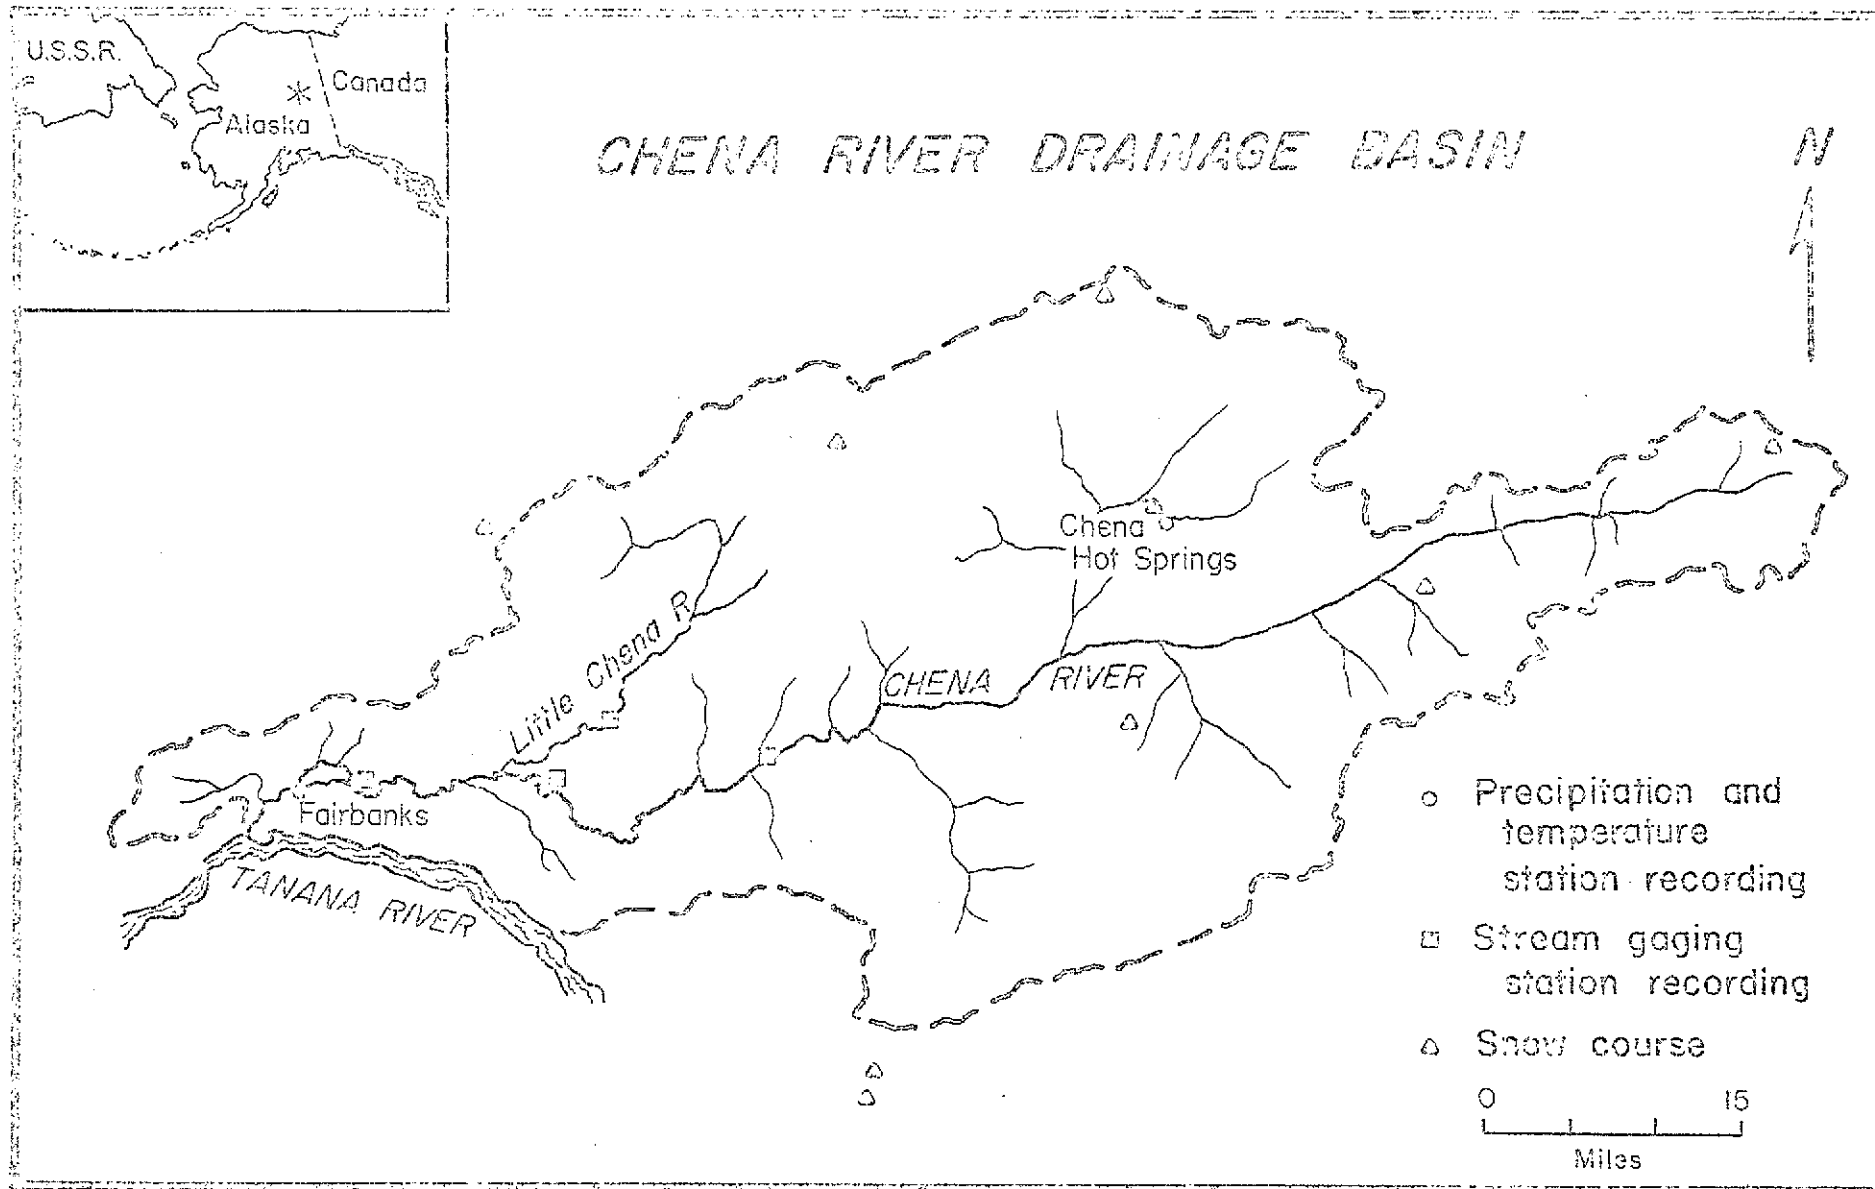 U.S.S.R.
Canada
Alaska
CHENA RIVER DRAINAGE BASIN
N
Chena
Hot Springs
Little Chena R.
CHENA RIVER
Fairbanks
TANANA RIVER
Precipitation and
temperature
station recording
Stream gaging
station recording
Snow course
0 15
Miles